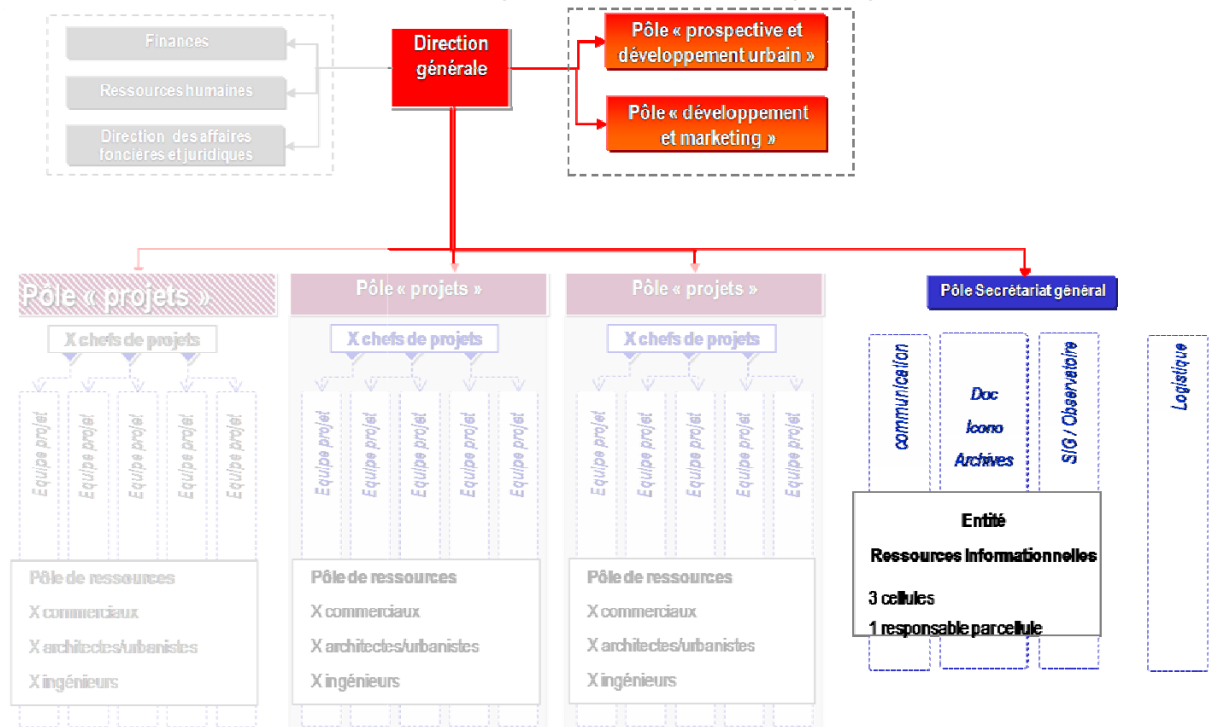 Finances
Ressources humaines
Direction des affaires
foncières et juridiques
Direction
générale
Pôle « prospective et
développement urbain »
Pôle « développement
et marketing »
Pôle « projets »
X chefs de projets
Equipe projet
Equipe projet
Equipe projet
Equipe projet
Equipe projet
Pôle de ressources
X commerciaux
X architectes/urbanistes
X ingénieurs
Pôle « projets »
X chefs de projets
Equipe projet
Equipe projet
Equipe projet
Equipe projet
Equipe projet
Pôle de ressources
X commerciaux
X architectes/urbanistes
X ingénieurs
Pôle « projets »
X chefs de projets
Equipe projet
Equipe projet
Equipe projet
Equipe projet
Equipe projet
Pôle de ressources
X commerciaux
X architectes/urbanistes
X ingénieurs
Pôle Secrétariat général
communication
Doc
Icono
Archives
SIG / Observatoire
Logistique
Entité
Ressources Informationnelles
3 cellules
1 responsable par cellule